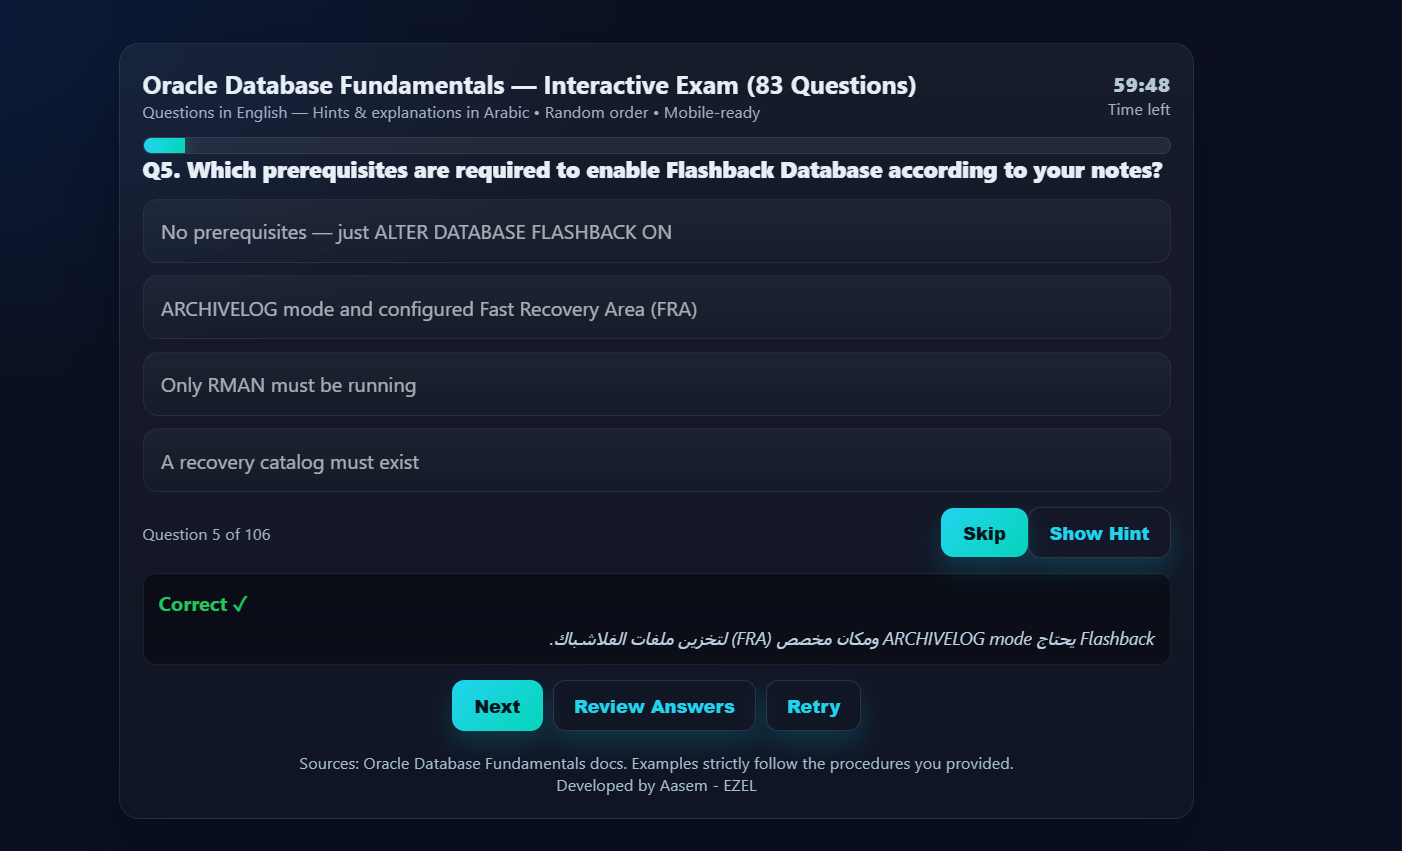 Oracle Database Fundamentals — Interactive Exam (83 Questions)
59:48
Questions in English — Hints & explanations in Arabic • Random order • Mobile-ready
Time left
Q5. Which prerequisites are required to enable Flashback Database according to your notes?
No prerequisites — just ALTER DATABASE FLASHBACK ON
ARCHIVELOG mode and configured Fast Recovery Area (FRA)
Only RMAN must be running
A recovery catalog must exist
Question 5 of 106
Skip
Show Hint
Correct ✓
Flashback يحتاج ARCHIVELOG mode ومكان مخصص (FRA) لتخزين ملفات الفلاشباك.
Next
Review Answers
Retry
Sources: Oracle Database Fundamentals docs. Examples strictly follow the procedures you provided.
Developed by Aasem - EZEL